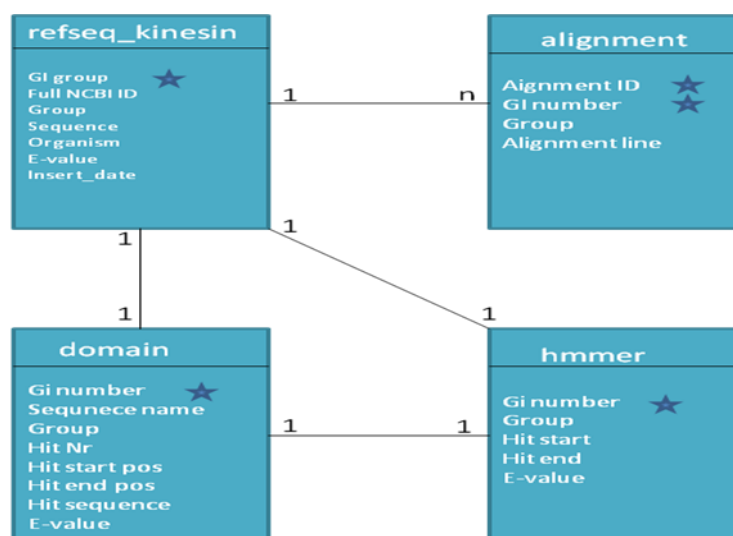 refseq_kinesin
GI group
Full NCBI ID
Group
Sequence
Organism
E-value
Insert_date
alignment
Aignment ID
GI number
Group
Alignment line
1
n
1
1
1
1
domain
Gi number
Sequnece name
Group
Hit Nr
Hit start pos
Hit end pos
Hit sequence
E-value
1
1
hmmer
Gi number
Group
Hit start
Hit end
E-value